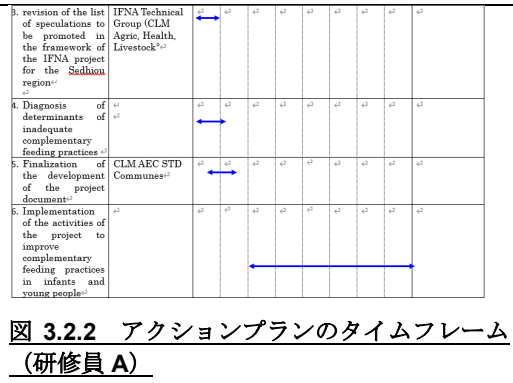 3. revision of the list
of speculations to
be promoted in
the framework of
the IFNA project
for the Sedhiou
region
IFNA Technical
Group (CLM
Agric, Health,
Livestock°
4. Diagnosis of
determinants of
inadequate
complementary
feeding practices
5. Finalization of
the development
of the project
document
CLM AEC STD
Communes
6. Implementation
of the activities of
the project to
improve
complementary
feeding practices
in infants and
young people
図 3.2.2 アクションプランのタイムフレーム
（研修員 A）